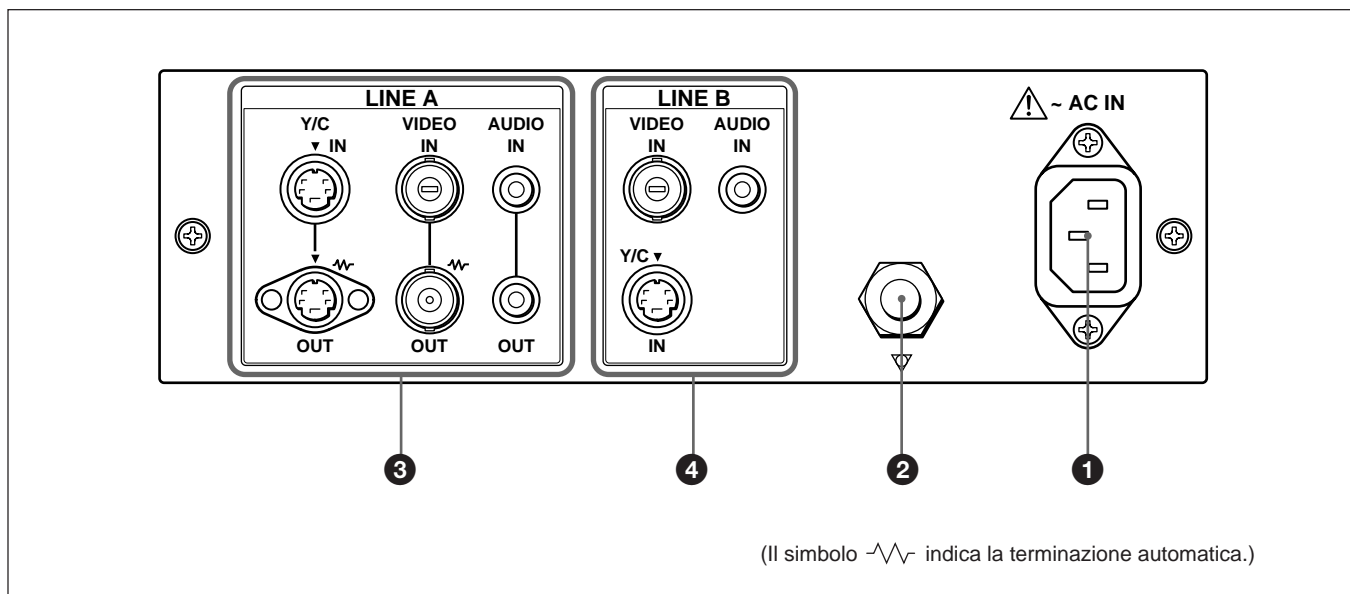 LINE A
Y/C VIDEO AUDIO
▼ IN IN IN
▼
OUT OUT OUT
LINE B
VIDEO AUDIO
IN IN
Y/C ▼
IN
~ AC IN
3 4 2 1
(Il simbolo indica la terminazione automatica.)